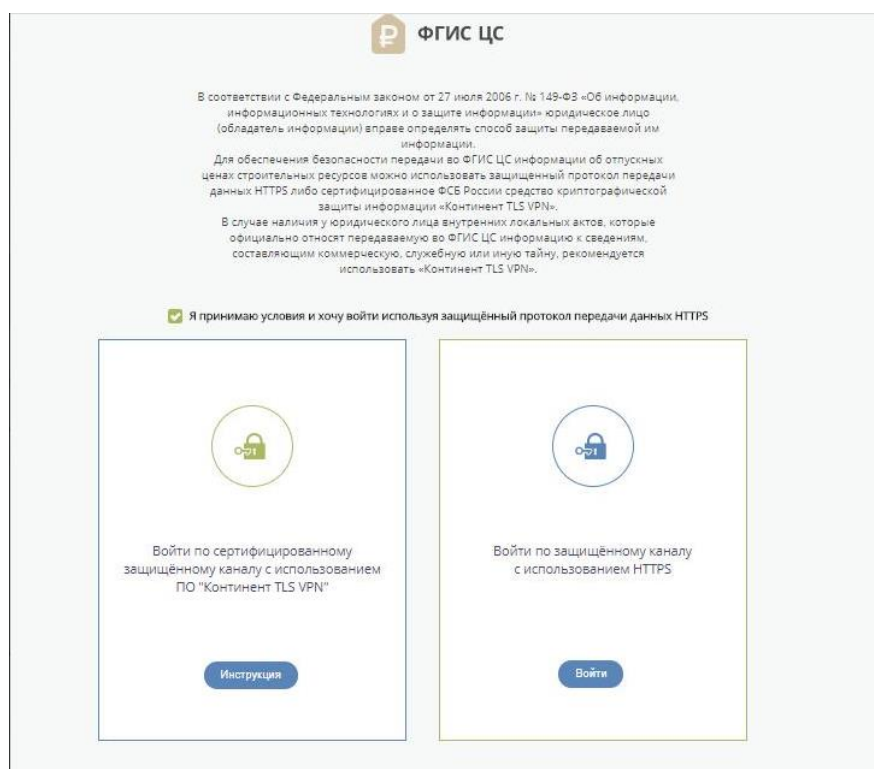 ФГИС ЦС
В соответствии с Федеральным законом от 27 июля 2006 г. № 149-ФЗ «Об информации,
информационных технологиях и о защите информации» юридическое лицо
(обладатель информации) вправе определять способ защиты передаваемой им
информации.
Для обеспечения безопасности передачи во ФГИС ЦС информации об отпускных
ценах строительных ресурсов можно использовать защищенный протокол передачи
данных HTTPS либо сертифицированное ФСБ России средство криптографической
защиты информации «Континент TLS VPN».
В случае наличия у юридического лица внутренних локальных актов, которые
официально относят передаваемую во ФГИС ЦС информацию к сведениям,
составляющим коммерческую, служебную или иную тайну, рекомендуется
использовать «Континент TLS VPN».
Я принимаю условия и хочу войти используя защищённый протокол передачи данных HTTPS
Войти по сертифицированному
защищённому каналу с использованием
ПО "Континент TLS VPN"
Инструкция
Войти по защищённому каналу
с использованием HTTPS
Войти